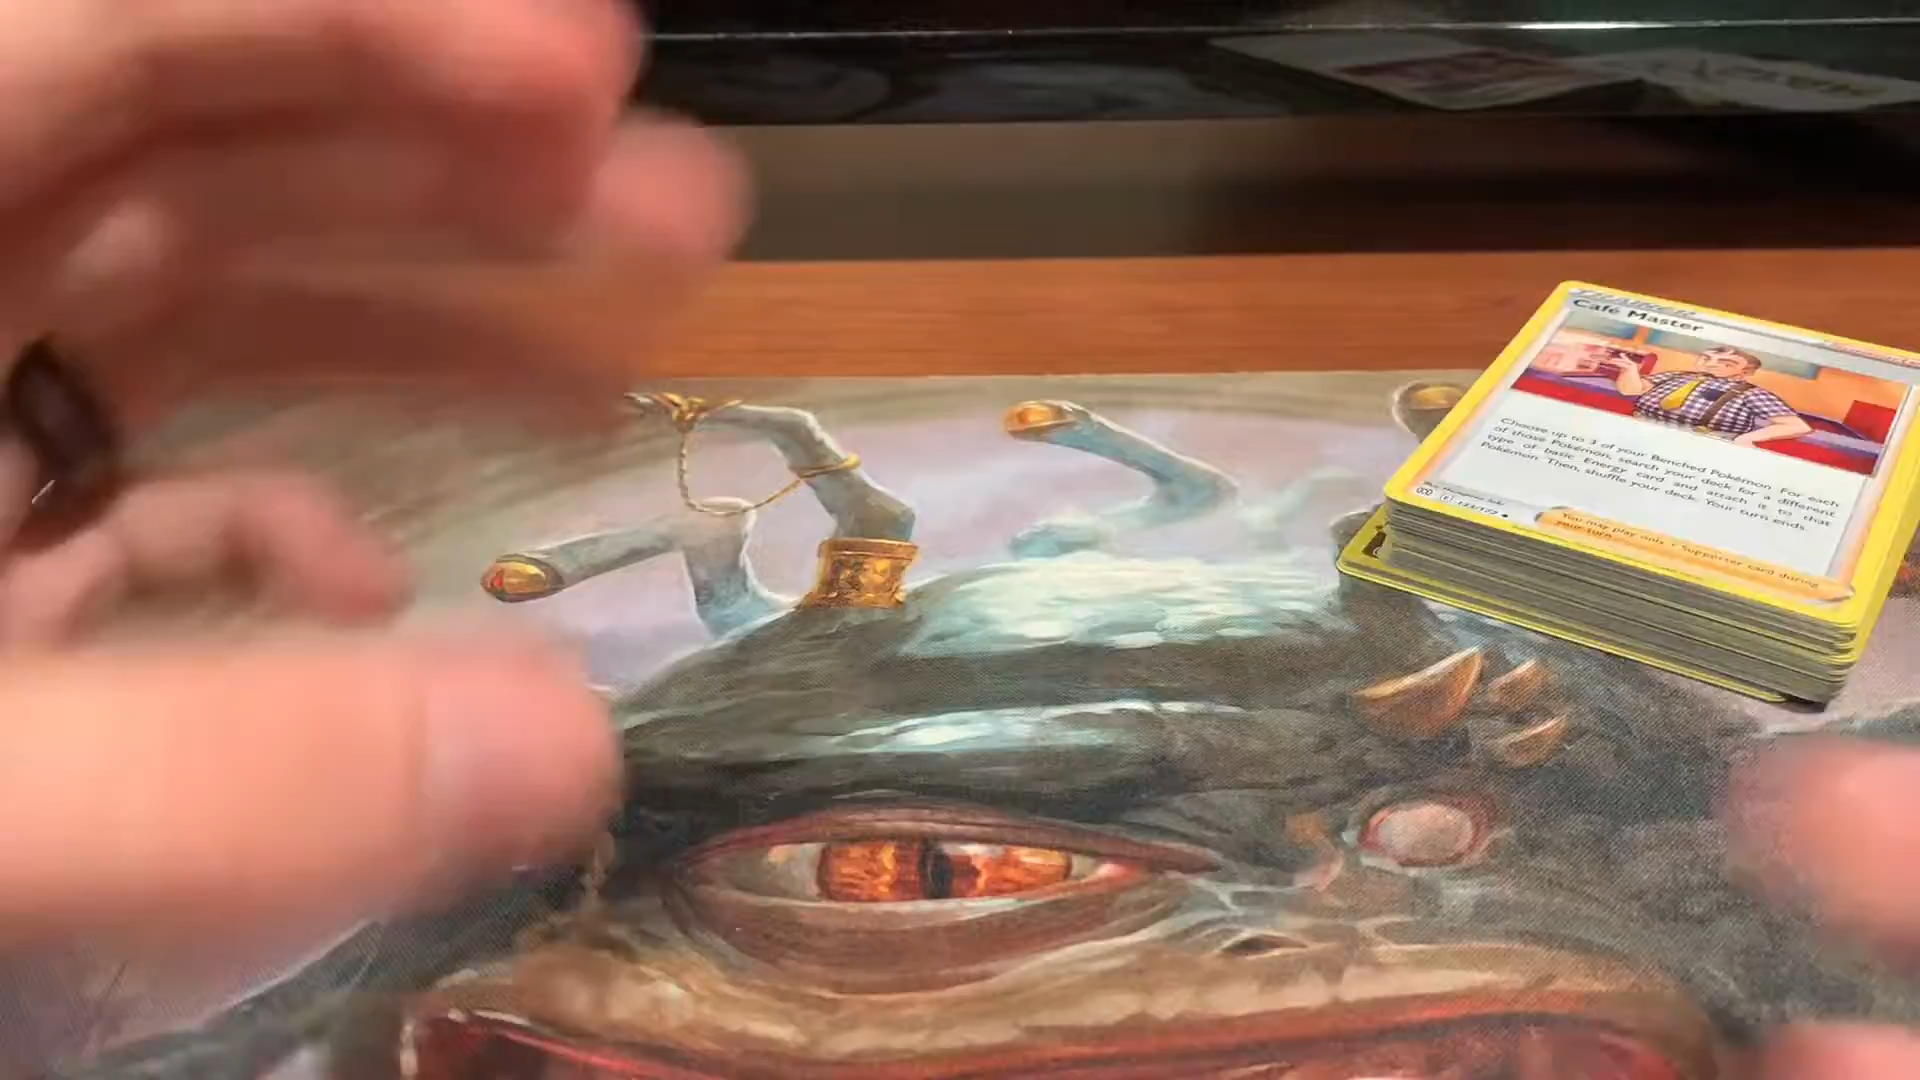 TRAINER
Café Master
Choose up to 3 of your Benched Pokémon. For each
of those Pokémon, search your deck for a different
type of basic Energy card and attach it to that
Pokémon. Then, shuffle your deck. Your turn ends.
You may play only 1 Supporter card during
your turn.
133/172